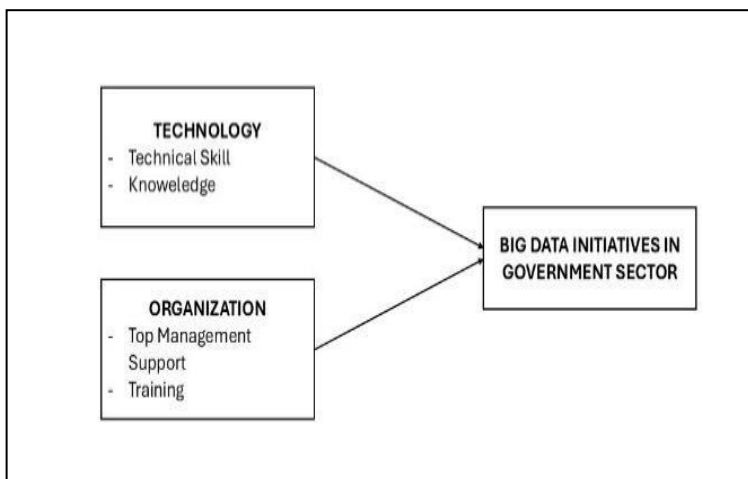 TECHNOLOGY
- Technical Skill
- Knoweledge
ORGANIZATION
- Top Management
Support
- Training
BIG DATA INITIATIVES IN
GOVERNMENT SECTOR